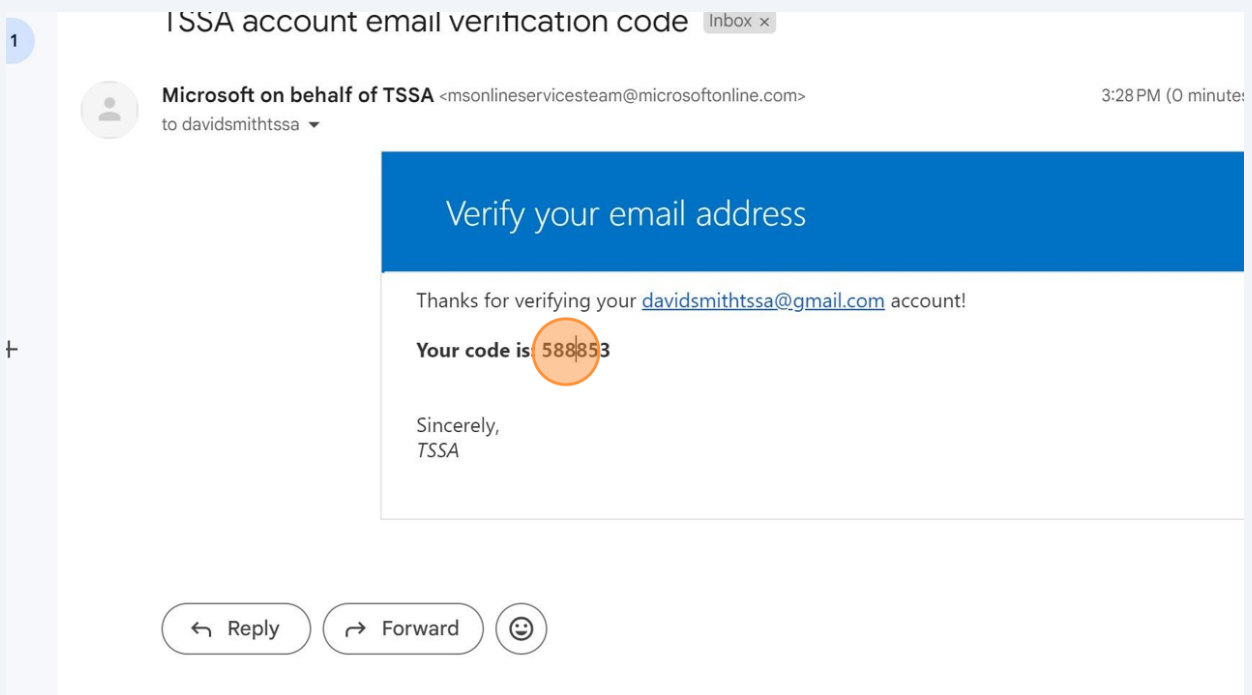 TSSA account email verification code Inbox ×
1
Microsoft on behalf of TSSA <msonlineservicesteam@microsoftonline.com> 3:28 PM (0 minutes
to davidsmithtssa
Verify your email address
Thanks for verifying your davidsmithtssa@gmail.com account!
Your code is: 588853
Sincerely,
TSSA
Reply Forward